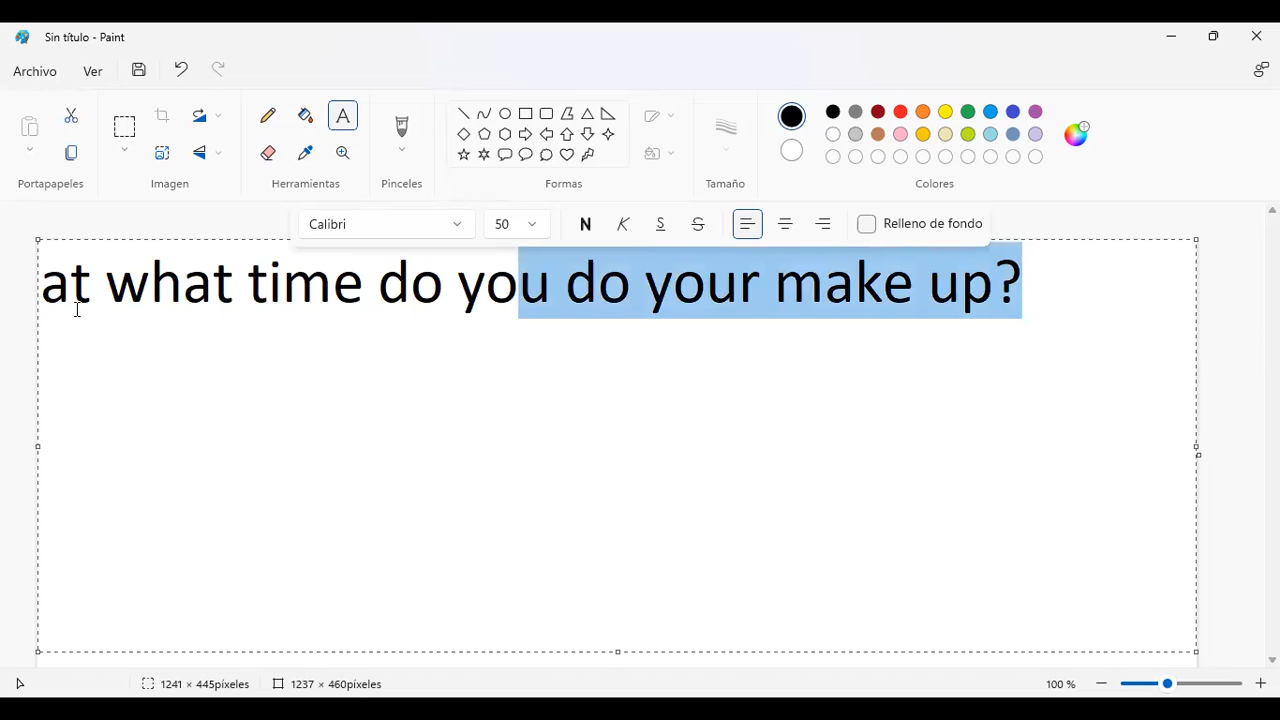 Sin título - Paint
Archivo
Ver
A
Portapapeles
Imagen
Herramientas
Pinceles
Formas
Tamaño
Colores
Calibri
50
N
K
S
S
Relleno de fondo
at what time do you do your make up?
1241 × 445píxeles
1237 × 460píxeles
100 %